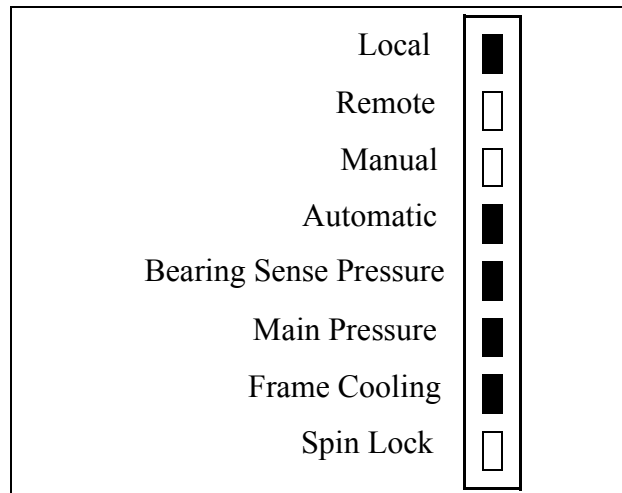 Local
Remote
Manual
Automatic
Bearing Sense Pressure
Main Pressure
Frame Cooling
Spin Lock